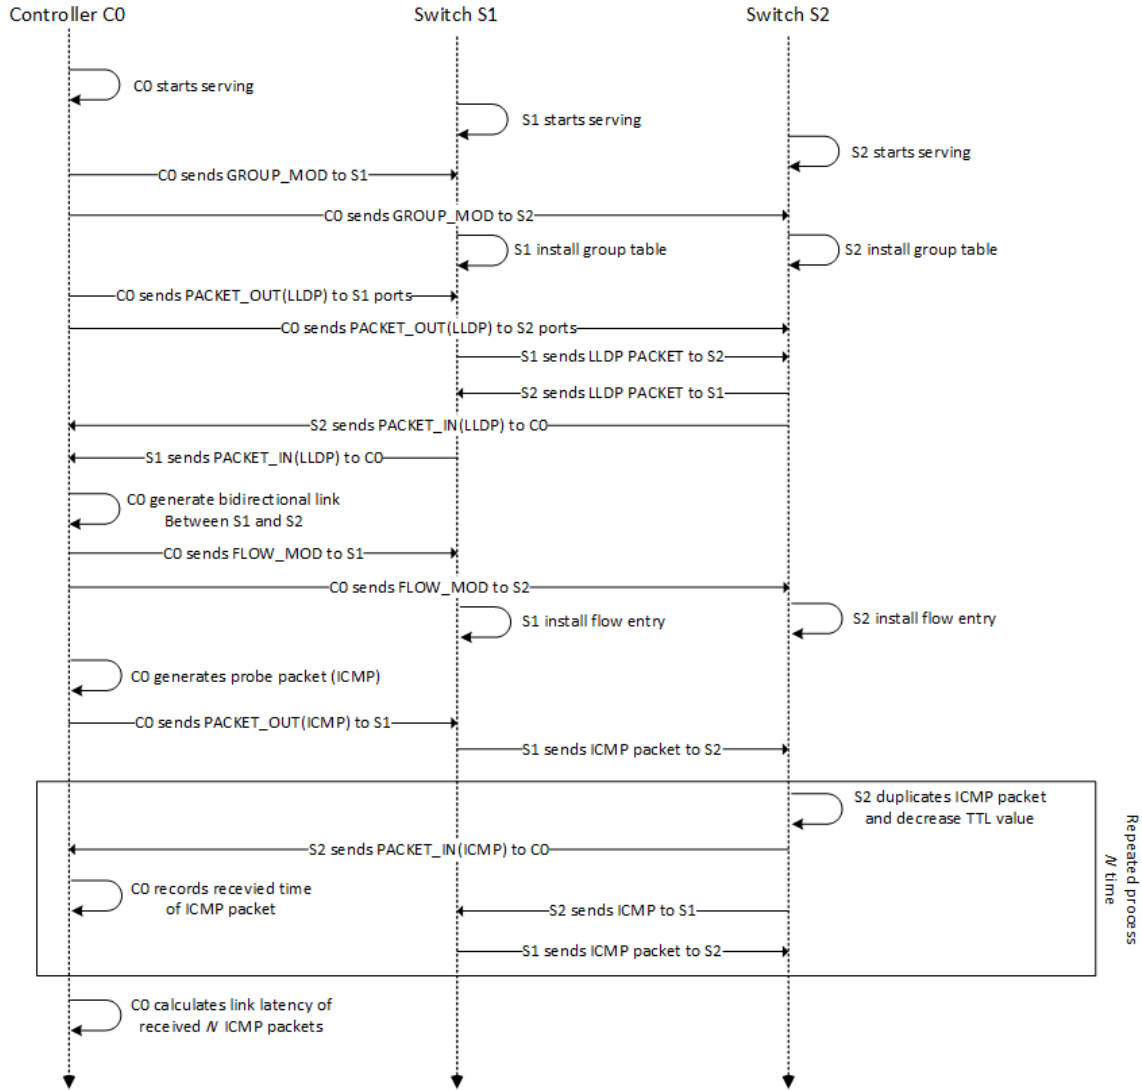 Controller C0
Switch S1
Switch S2
C0 starts serving
S1 starts serving
S2 starts serving
C0 sends GROUP_MOD to S1
C0 sends GROUP_MOD to S2
S1 install group table
S2 install group table
C0 sends PACKET_OUT(LLDP) to S1 ports
C0 sends PACKET_OUT(LLDP) to S2 ports
S1 sends LLDP PACKET to S2
S2 sends LLDP PACKET to S1
S2 sends PACKET_IN(LLDP) to C0
S1 sends PACKET_IN(LLDP) to C0
C0 generate bidirectional link
Between S1 and S2
C0 sends FLOW_MOD to S1
C0 sends FLOW_MOD to S2
S1 install flow entry
S2 install flow entry
C0 generates probe packet (ICMP)
C0 sends PACKET_OUT(ICMP) to S1
S1 sends ICMP packet to S2
S2 duplicates ICMP packet
and decrease TTL value
S2 sends PACKET_IN(ICMP) to C0
C0 records recevied time
of ICMP packet
S2 sends ICMP to S1
S1 sends ICMP packet to S2
Repeated process
N time
C0 calculates link latency of
received N ICMP packets